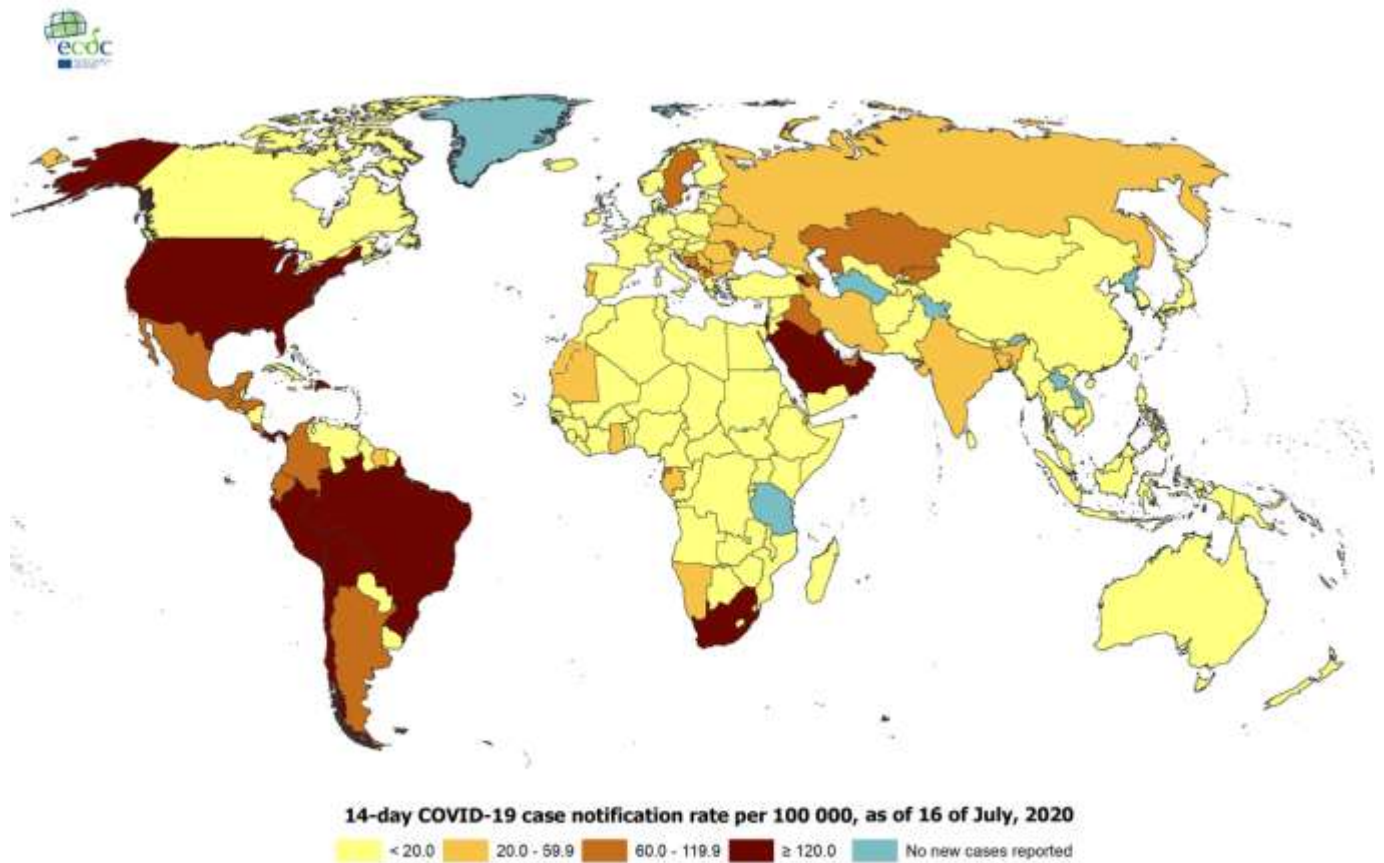 ecdc
14-day COVID-19 case notification rate per 100 000, as of 16 of July, 2020
< 20.0 20.0 - 59.9 60.0 - 119.9 ≥ 120.0 No new cases reported